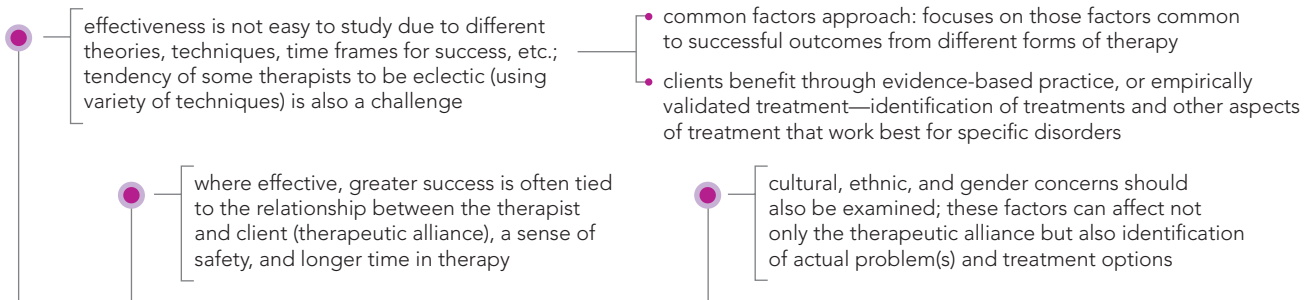 effectiveness is not easy to study due to different
theories, techniques, time frames for success, etc.;
tendency of some therapists to be eclectic (using
variety of techniques) is also a challenge
common factors approach: focuses on those factors common
to successful outcomes from different forms of therapy
clients benefit through evidence-based practice, or empirically
validated treatment—identification of treatments and other aspects
of treatment that work best for specific disorders
where effective, greater success is often tied
to the relationship between the therapist
and client (therapeutic alliance), a sense of
safety, and longer time in therapy
cultural, ethnic, and gender concerns should
also be examined; these factors can affect not
only the therapeutic alliance but also identification
of actual problem(s) and treatment options